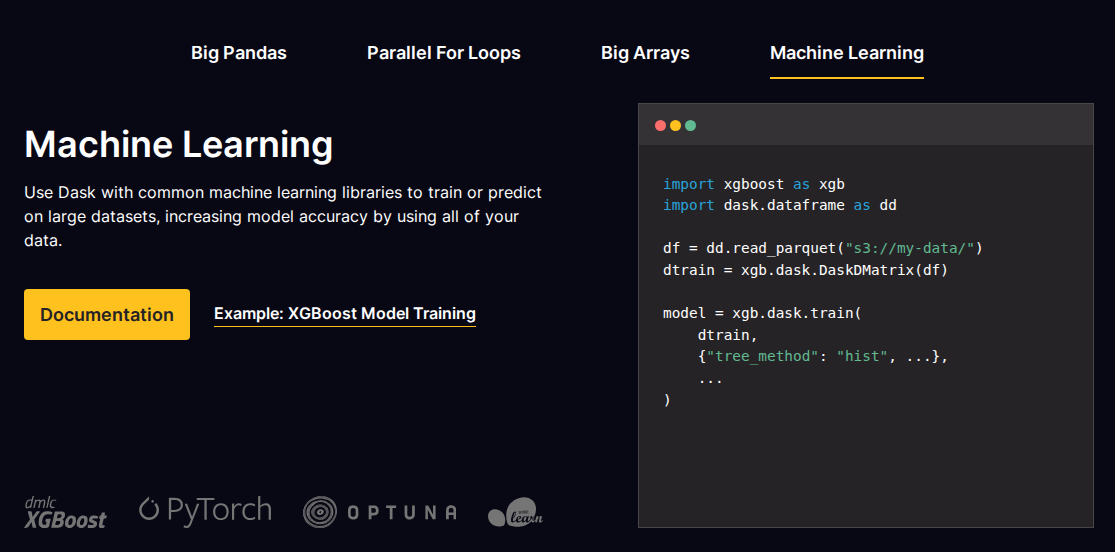 Big Pandas
Parallel For Loops
Big Arrays
Machine Learning
Machine Learning
Use Dask with common machine learning libraries to train or predict
on large datasets, increasing model accuracy by using all of your
data.
Documentation
Example: XGBoost Model Training
import xgboost as xgb
import dask.dataframe as dd
df = dd.read_parquet("s3://my-data/")
dtrain = xgb.dask.DaskDMatrix(df)
model = xgb.dask.train(
    dtrain,
    {"tree_method": "hist", ...},
    ...
)
dmlc
XGBoost
PyTorch
OPTUNA
learn